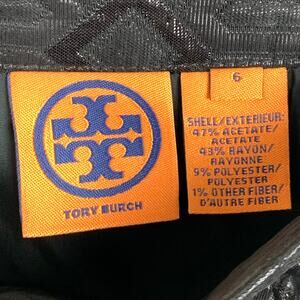 TORY BURCH
6
SHELL/EXTERIEUR:
47% ACETATE/
ACETATE
43% RAYON/
RAYONNE
9% POLYESTER/
POLYESTER
1% OTHER FIBER/
D'AUTRE FIBER